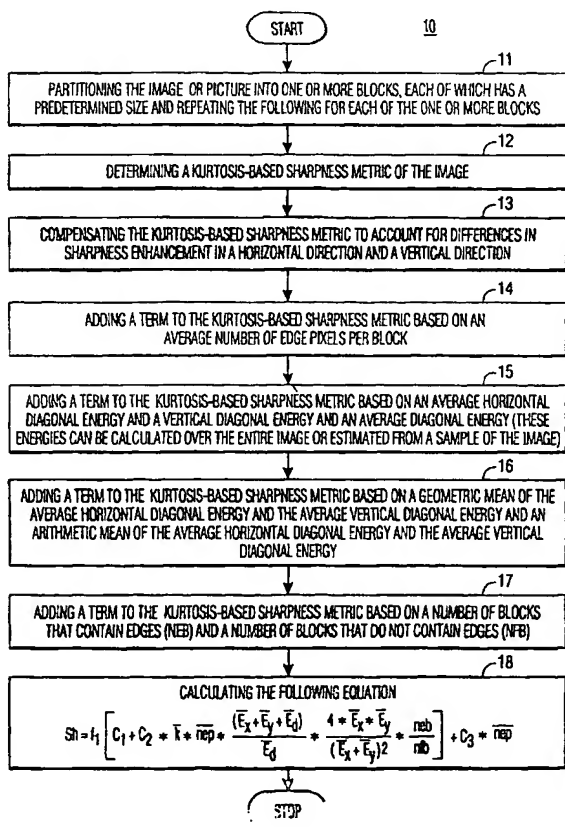 START
10
11
PARTITIONING THE IMAGE OR PICTURE INTO ONE OR MORE BLOCKS, EACH OF WHICH HAS A
PREDETERMINED SIZE AND REPEATING THE FOLLOWING FOR EACH OF THE ONE OR MORE BLOCKS
12
DETERMINING A KURTOSIS-BASED SHARPNESS METRIC OF THE IMAGE
13
COMPENSATING THE KURTOSIS-BASED SHARPNESS METRIC TO ACCOUNT FOR DIFFERENCES IN
SHARPNESS ENHANCEMENT IN A HORIZONTAL DIRECTION AND A VERTICAL DIRECTION
14
ADDING A TERM TO THE KURTOSIS-BASED SHARPNESS METRIC BASED ON AN
AVERAGE NUMBER OF EDGE PIXELS PER BLOCK
15
ADDING A TERM TO THE KURTOSIS-BASED SHARPNESS METRIC BASED ON AN AVERAGE HORIZONTAL
DIAGONAL ENERGY AND A VERTICAL DIAGONAL ENERGY AND AN AVERAGE DIAGONAL ENERGY (THESE
ENERGIES CAN BE CALCULATED OVER THE ENTIRE IMAGE OR ESTIMATED FROM A SAMPLE OF THE IMAGE)
16
ADDING A TERM TO THE KURTOSIS-BASED SHARPNESS METRIC BASED ON A GEOMETRIC MEAN OF THE
AVERAGE HORIZONTAL DIAGONAL ENERGY AND THE AVERAGE VERTICAL DIAGONAL ENERGY AND AN
ARITHMETIC MEAN OF THE AVERAGE HORIZONTAL DIAGONAL ENERGY AND THE AVERAGE VERTICAL
DIAGONAL ENERGY
17
ADDING A TERM TO THE KURTOSIS-BASED SHARPNESS METRIC BASED ON A NUMBER OF BLOCKS
THAT CONTAIN EDGES (NEB) AND A NUMBER OF BLOCKS THAT DO NOT CONTAIN EDGES (NFB)
18
CALCULATING THE FOLLOWING EQUATION
Sh = f₁ [ C₁ + C₂ * k̅ * n̅e̅p̅ * (E̅x + E̅y + E̅d) / E̅d * 4 * E̅x * E̅y / (E̅x + E̅y)² * neb / nfb ] + C₃ * n̅e̅p̅
STOP